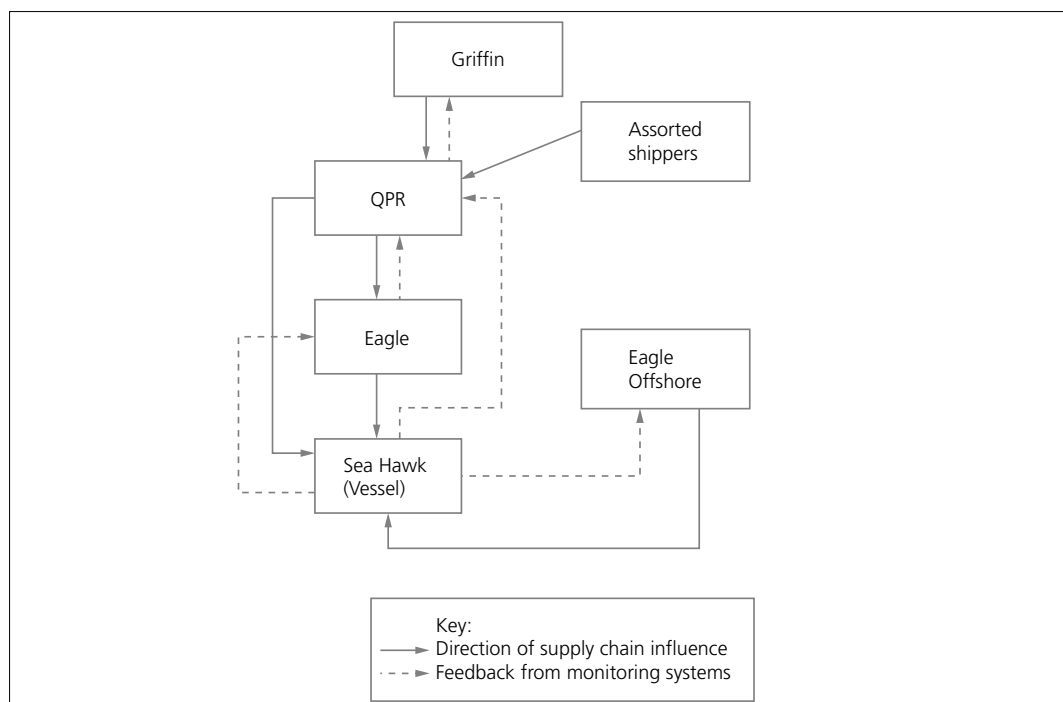 Griffin
Assorted
shippers
QPR
Eagle
Eagle
Offshore
Sea Hawk
(Vessel)
Key:
Direction of supply chain influence
Feedback from monitoring systems